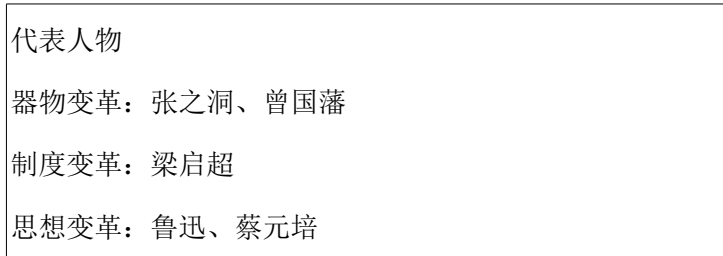 代表人物
器物变革：张之洞、曾国藩
制度变革：梁启超
思想变革：鲁迅、蔡元培